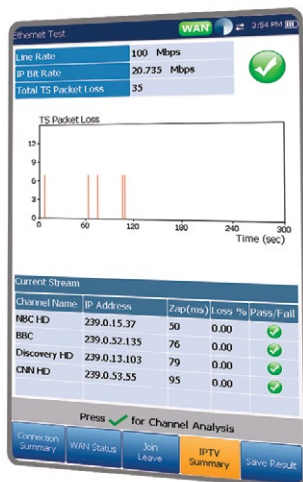 Ethernet Test WAN 3:54 PM
Line Rate 100 Mbps
IP Bit Rate 20.735 Mbps
Total TS Packet Loss 35
TS Packet Loss
12
9
6
3
0
0 60 120 180 240 300
Time (sec)
Current Stream
Channel Name IP Address Zap(ms) Loss % Pass/Fail
NBC HD 239.0.15.37 50 0.00
BBC 239.0.52.135 76 0.00
Discovery HD 239.0.13.103 79 0.00
CNN HD 239.0.53.55 95 0.00
Press for Channel Analysis
Connection Summary WAN Status Join Leave IPTV Summary Save Result